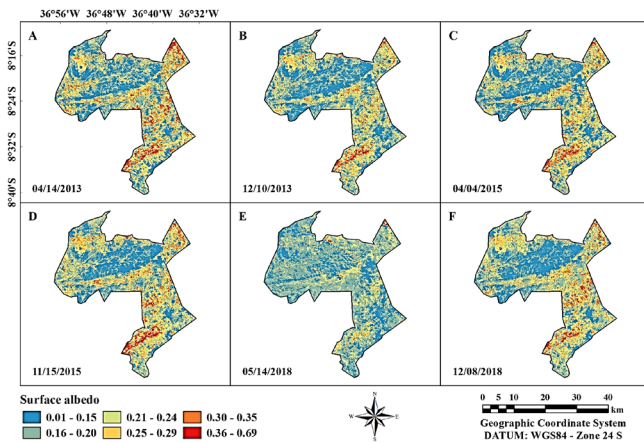 36°56'W 36°48'W 36°40'W 36°32'W
8°16'S
8°24'S
8°32'S
8°40'S
A
04/14/2013
B
12/10/2013
C
04/04/2015
D
11/15/2015
E
05/14/2018
F
12/08/2018
Surface albedo
0.01 - 0.15 0.21 - 0.24 0.30 - 0.35
0.16 - 0.20 0.25 - 0.29 0.36 - 0.69
N
W E
S
0 5 10 20 30 40
km
Geographic Coordinate System
DATUM: WGS84 - Zone 24 S